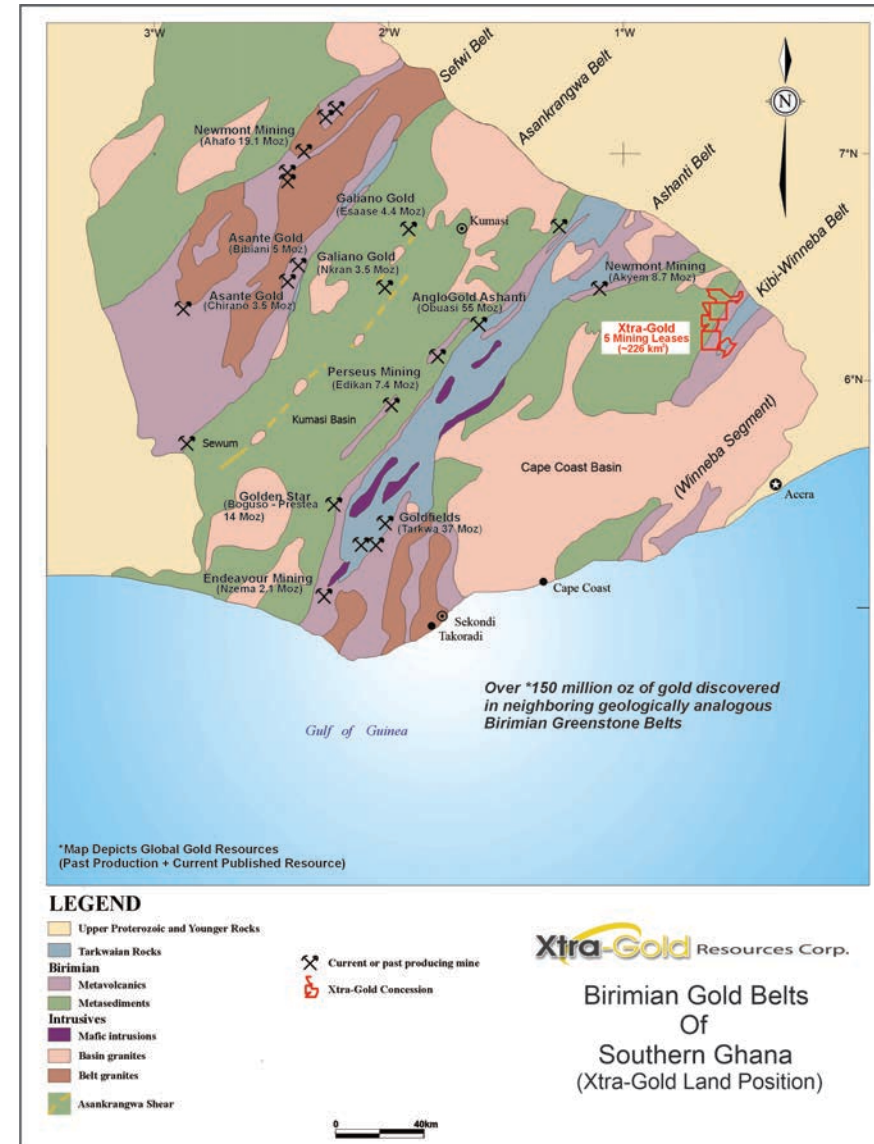 3°W
2°W
1°W
Sefwi Belt
Asankrangwa Belt
Ashanti Belt
Kibi-Winneba Belt
N
7°N
6°N
Newmont Mining
(Ahafo 19.1 Moz)
Galiano Gold
(Esaase 4.4 Moz)
Kumasi
Asante Gold
(Bibiani 5 Moz)
Galiano Gold
(Nkran 3.5 Moz)
Newmont Mining
(Akyem 8.7 Moz)
Asante Gold
(Chirano 3.5 Moz)
AngloGold Ashanti
(Obuasi 55 Moz)
Xtra-Gold
5 Mining Leases
(~226 km²)
Perseus Mining
(Edikan 7.4 Moz)
Kumasi Basin
Sewum
Cape Coast Basin
(Winneba Segment)
Accra
Golden Star
(Boguso - Prestea
14 Moz)
Goldfields
(Tarkwa 37 Moz)
Endeavour Mining
(Nzema 2.1 Moz)
Cape Coast
Sekondi
Takoradi
Over *150 million oz of gold discovered
in neighboring geologically analogous
Birimian Greenstone Belts
Gulf of Guinea
*Map Depicts Global Gold Resources
(Past Production + Current Published Resource)
LEGEND
Upper Proterozoic and Younger Rocks
Tarkwaian Rocks
Birimian
Metavolcanics
Metasediments
Intrusives
Mafic intrusions
Basin granites
Belt granites
Asankrangwa Shear
Current or past producing mine
Xtra-Gold Concession
0 40km
Xtra-Gold Resources Corp.
Birimian Gold Belts
Of
Southern Ghana
(Xtra-Gold Land Position)